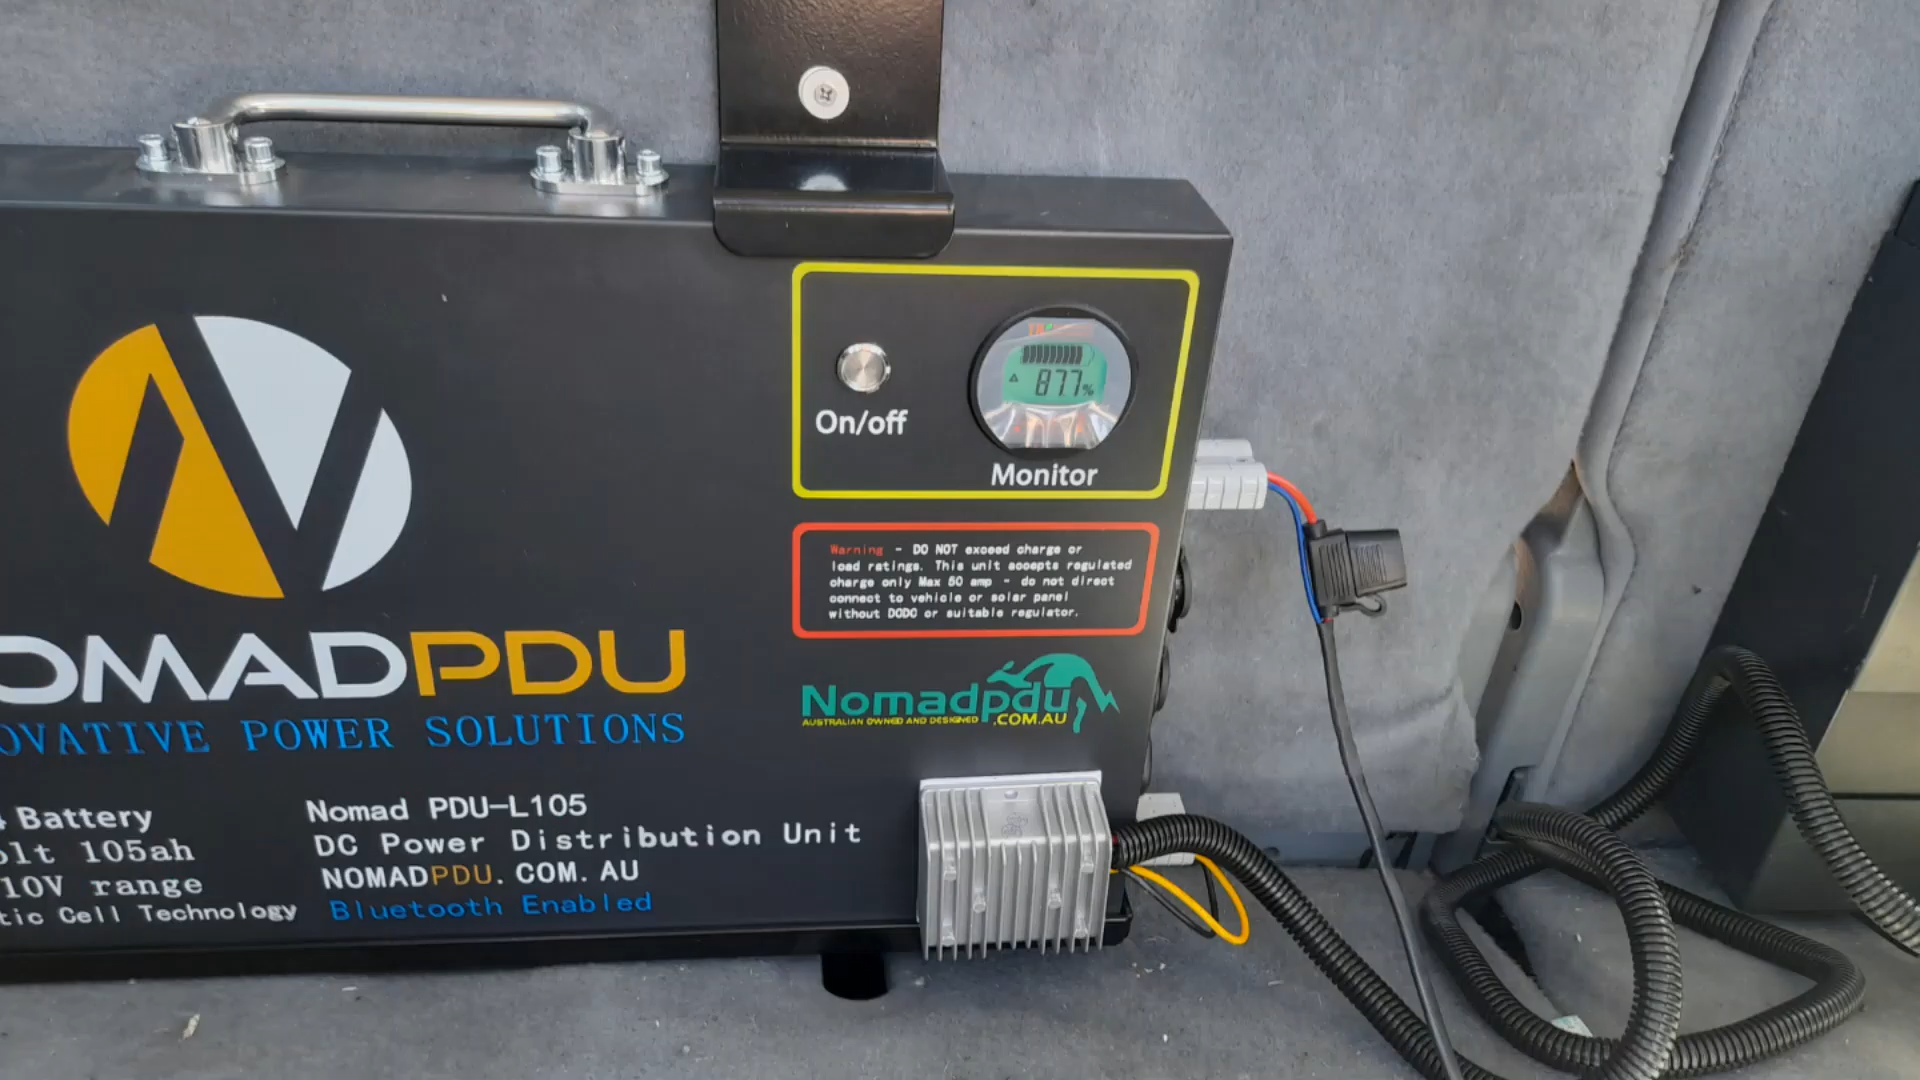 87.7%
On/off
Monitor
Warning - DO NOT exceed charge or
load ratings. This unit accepts regulated
charge only Max 50 amp - do not direct
connect to vehicle or solar panel
without DCDC or suitable regulator.
OMADPDU
OVATIVE POWER SOLUTIONS
Nomadpdu
AUSTRALIAN OWNED AND DESIGNED .COM.AU
4 Battery
olt 105ah
10V range
tic Cell Technology
Nomad PDU-L105
DC Power Distribution Unit
NOMADPDU.COM.AU
Bluetooth Enabled